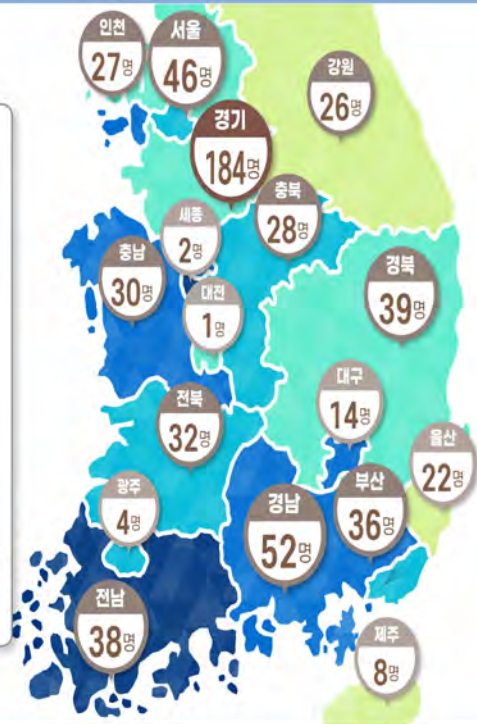 인천
27명
서울
46명
강원
26명
경기
184명
충북
28명
세종
2명
충남
30명
경북
39명
대전
1명
대구
14명
전북
32명
울산
22명
부산
36명
경남
52명
광주
4명
전남
38명
제주
8명